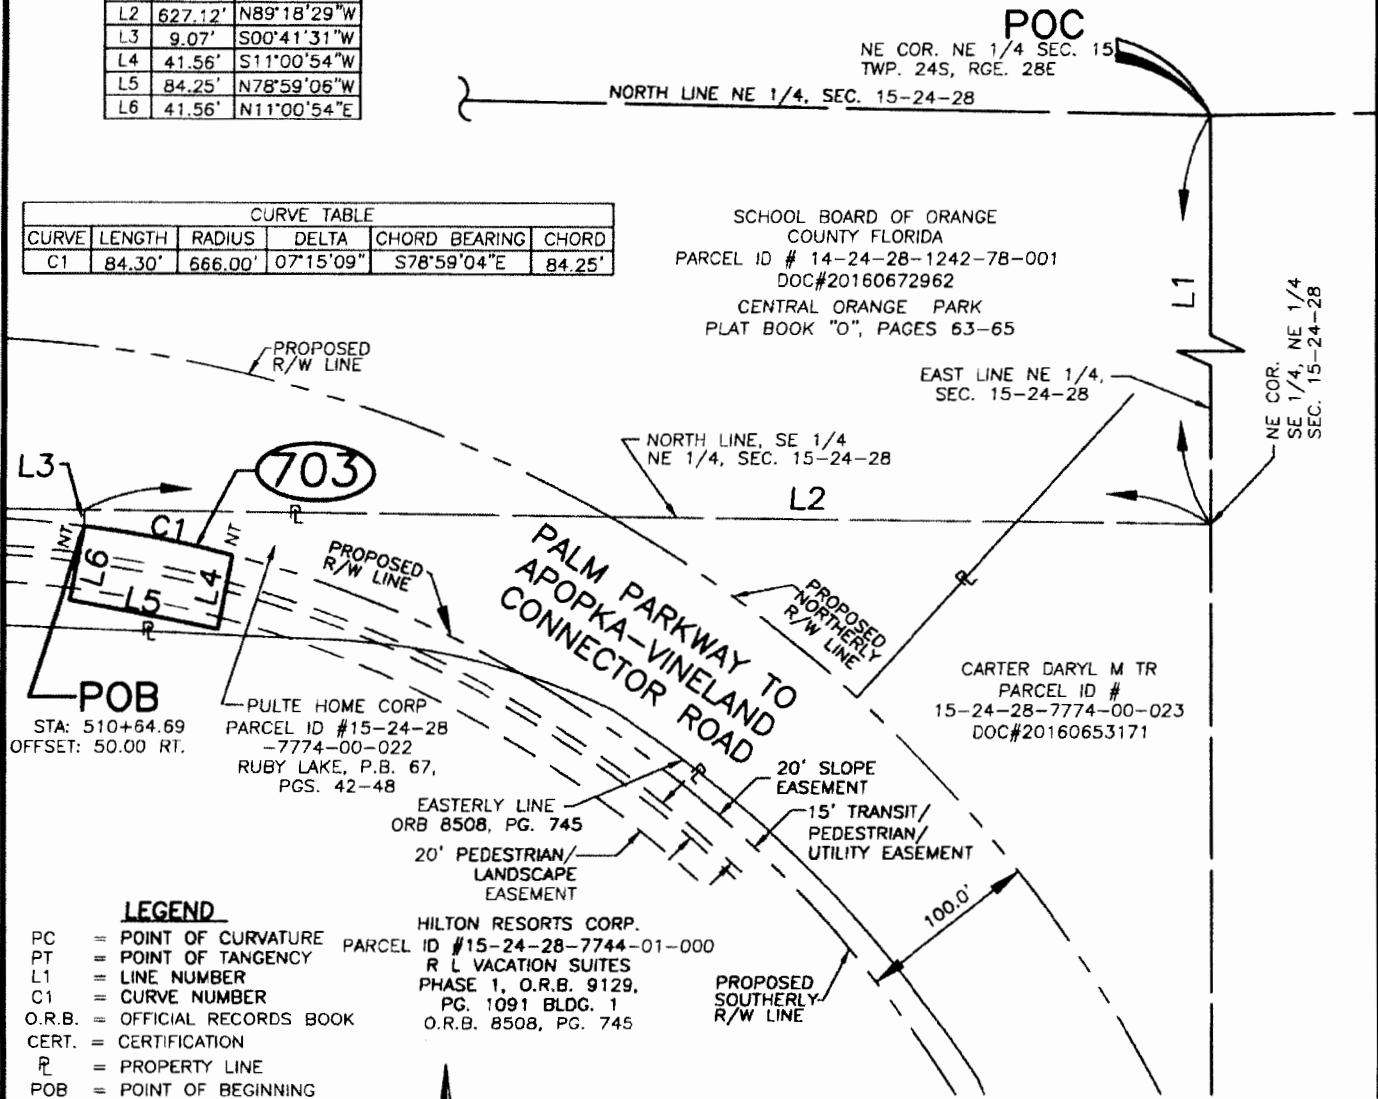 L2 627.12' N89°18'29"W
L3 9.07' S00°41'31"W
L4 41.56' S11°00'54"W
L5 84.25' N78°59'06"W
L6 41.56' N11°00'54"E
POC
NE COR. NE 1/4 SEC. 15
TWP. 24S, RGE. 28E
NORTH LINE NE 1/4, SEC. 15-24-28
CURVE TABLE
CURVE LENGTH RADIUS DELTA CHORD BEARING CHORD
C1 84.30' 666.00' 07°15'09" S78°59'04"E 84.25'
SCHOOL BOARD OF ORANGE
COUNTY FLORIDA
PARCEL ID # 14-24-28-1242-78-001
DOC#20160672962
CENTRAL ORANGE PARK
PLAT BOOK "O", PAGES 63-65
L1
NE COR.
SE 1/4, NE 1/4
SEC. 15-24-28
PROPOSED
R/W LINE
EAST LINE NE 1/4,
SEC. 15-24-28
NORTH LINE, SE 1/4
NE 1/4, SEC. 15-24-28
L2
L3
703
PL
C1
NT
NT
L6
L4
L5
PL
PROPOSED
R/W LINE
PALM PARKWAY TO
APOPKA-VINELAND
CONNECTOR ROAD
PL
PROPOSED
NORTHERLY
R/W LINE
POB
STA: 510+64.69
OFFSET: 50.00 RT.
PULTE HOME CORP
PARCEL ID #15-24-28
-7774-00-022
RUBY LAKE, P.B. 67,
PGS. 42-48
CARTER DARYL M TR
PARCEL ID #
15-24-28-7774-00-023
DOC#20160653171
PL
EASTERLY LINE
ORB 8508, PG. 745
20' SLOPE
EASEMENT
15' TRANSIT/
PEDESTRIAN/
UTILITY EASEMENT
20' PEDESTRIAN/
LANDSCAPE
EASEMENT
100.0'
HILTON RESORTS CORP.
PARCEL ID #15-24-28-7744-01-000
R L VACATION SUITES
PHASE 1, O.R.B. 9129,
PG. 1091 BLDG. 1
O.R.B. 8508, PG. 745
PROPOSED
SOUTHERLY
R/W LINE
LEGEND
PC = POINT OF CURVATURE
PT = POINT OF TANGENCY
L1 = LINE NUMBER
C1 = CURVE NUMBER
O.R.B. = OFFICIAL RECORDS BOOK
CERT. = CERTIFICATION
PL = PROPERTY LINE
POB = POINT OF BEGINNING